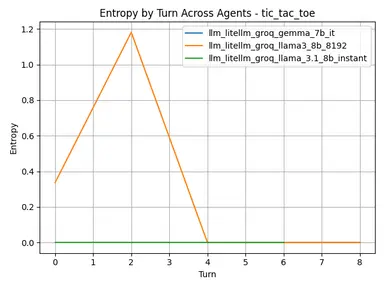 Entropy by Turn Across Agents - tic_tac_toe
llm_litellm_groq_gemma_7b_it
llm_litellm_groq_llama3_8b_8192
llm_litellm_groq_llama_3.1_8b_instant
1.2
1.0
0.8
0.6
0.4
0.2
0.0
Entropy
0 1 2 3 4 5 6 7 8
Turn